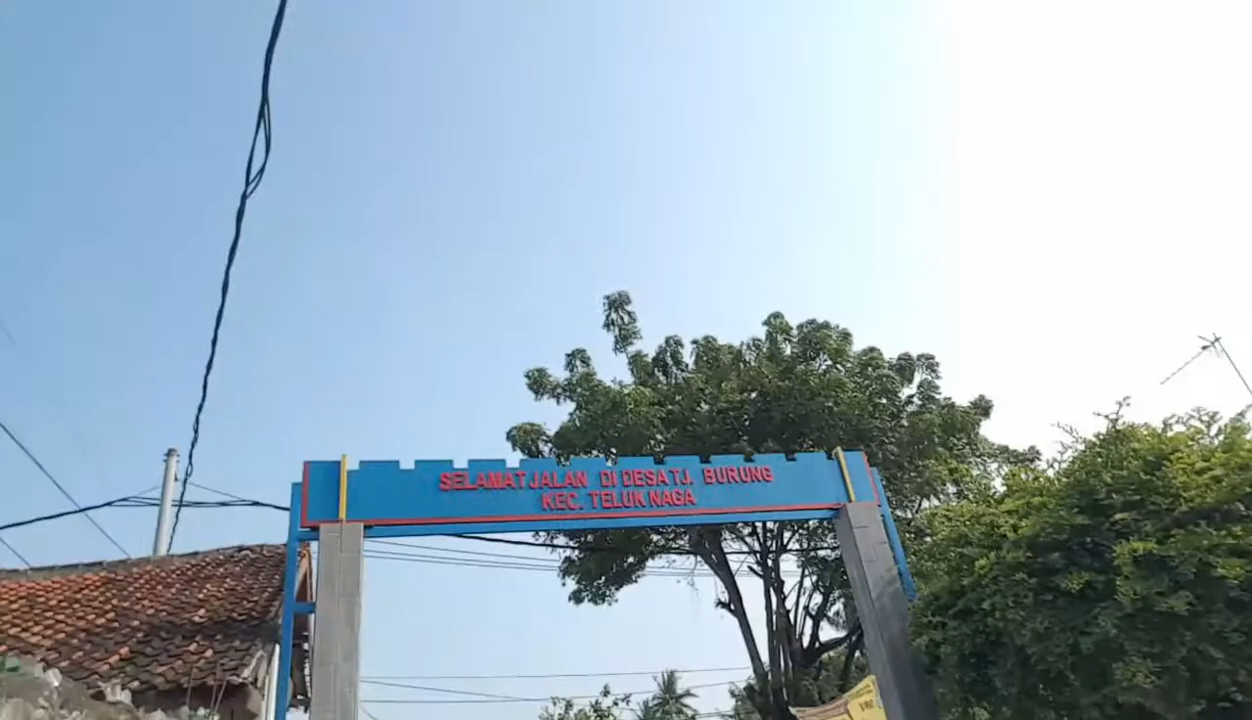 SELAMAT JALAN DI DESA TJ. BURUNG
KEC. TELUK NAGA